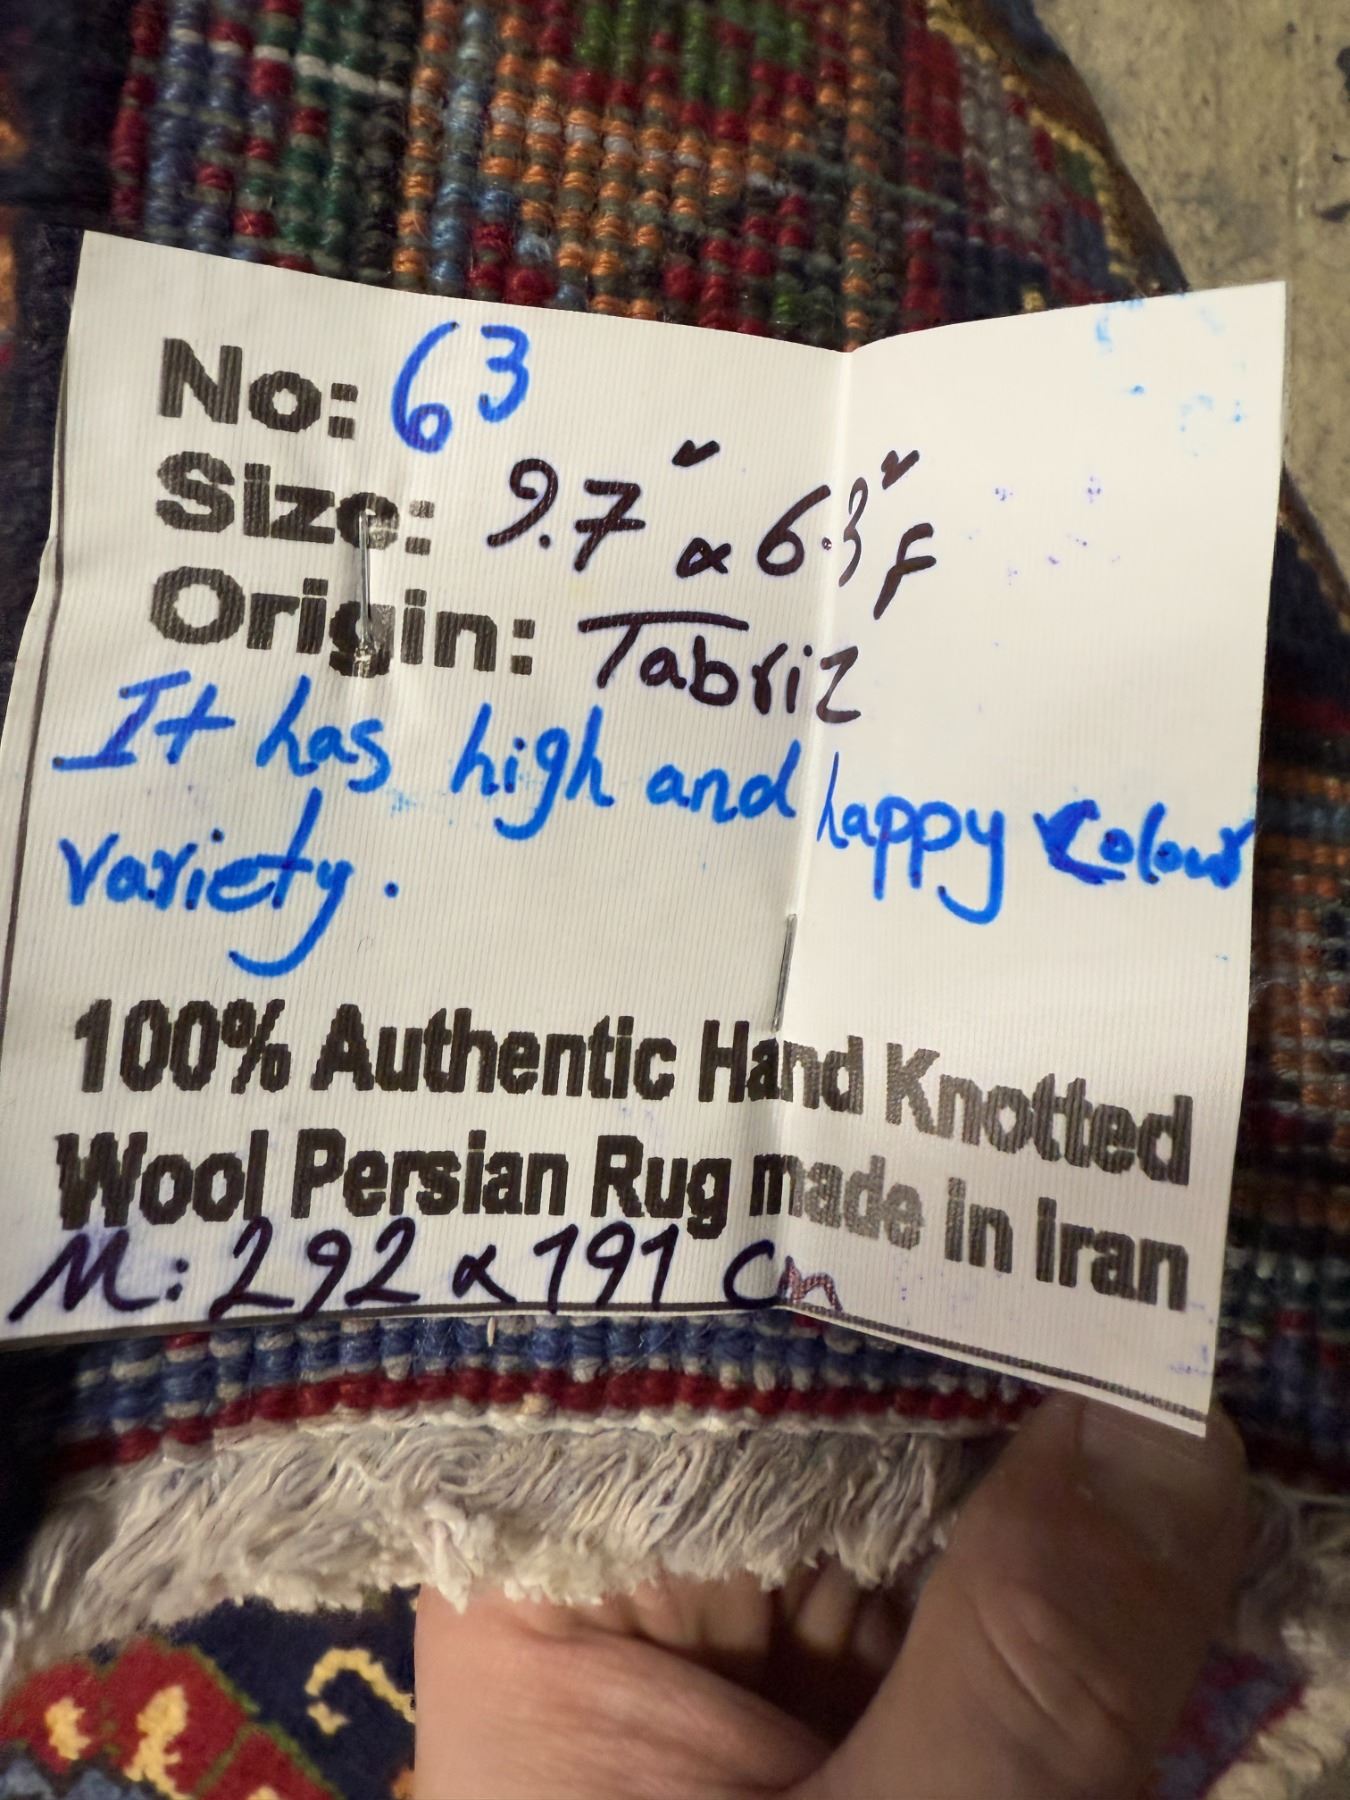 No: 63
Size: 9.7" x 6.3" f
Origin: Tabriz
It has high and happy Colour
variety.
100% Authentic Hand Knotted
Wool Persian Rug made in iran
M: 292 x 191 cm